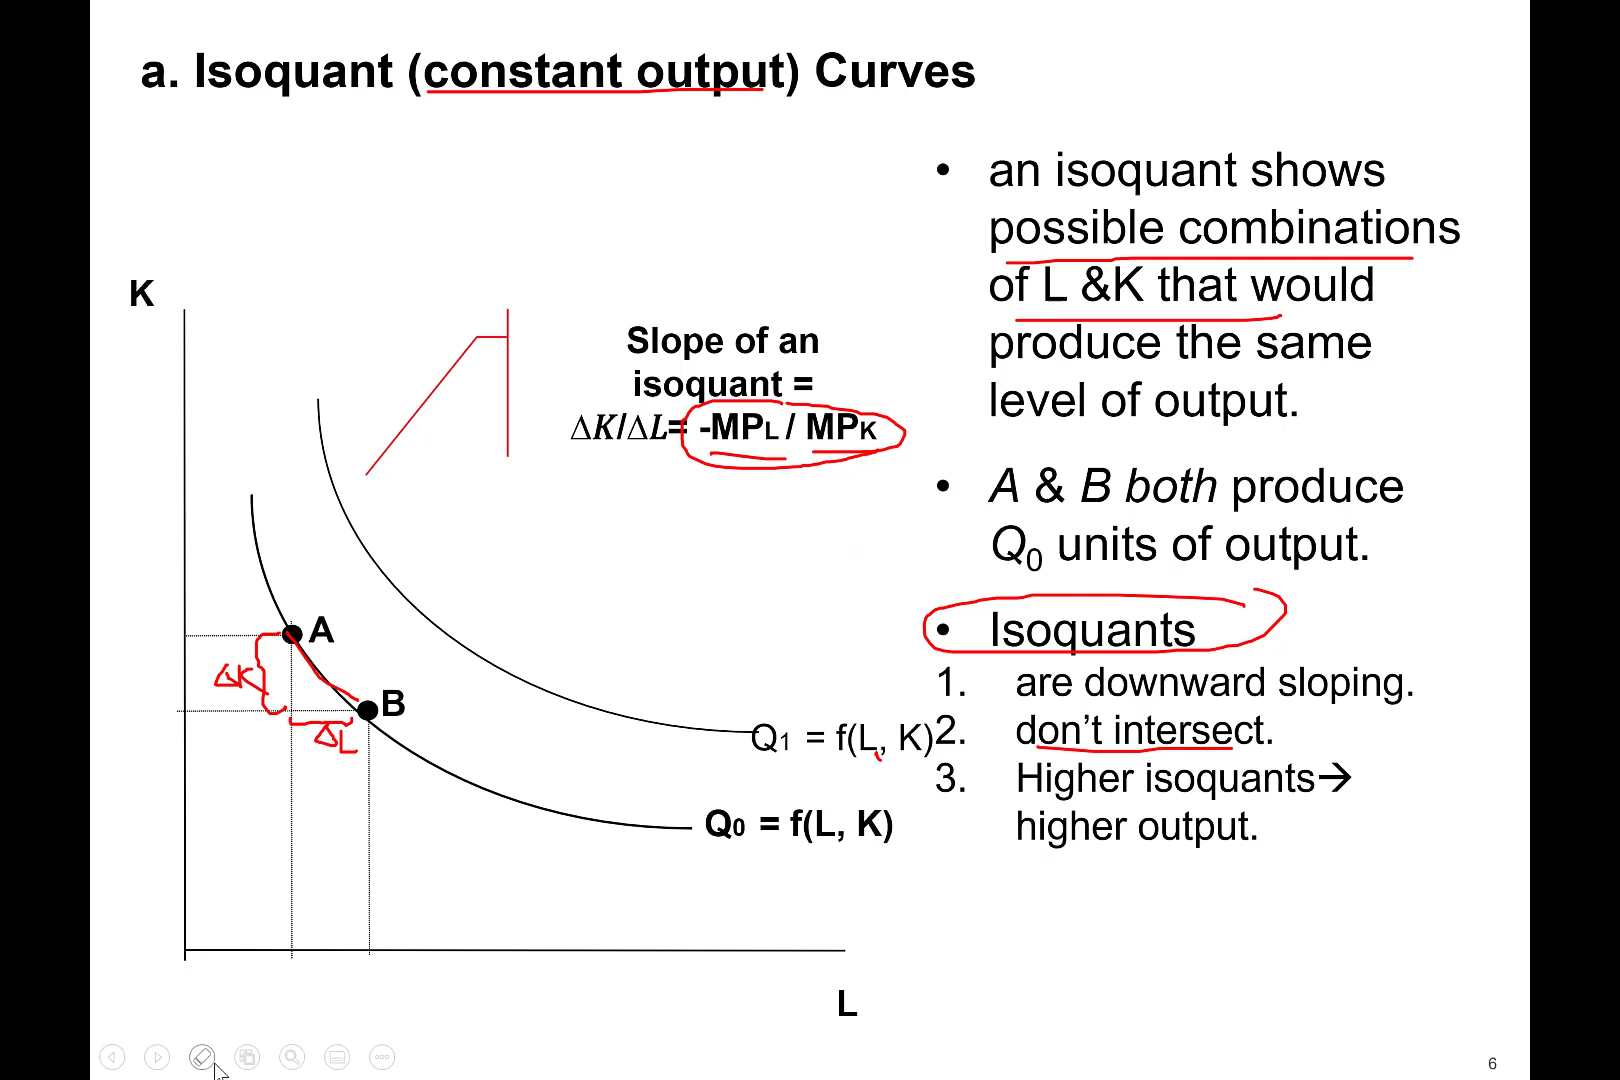 a. Isoquant (constant output) Curves
K
Slope of an
isoquant =
ΔK/ΔL= -MPL / MPK
A
ΔK
B
ΔL
Q1 = f(L, K)
Q0 = f(L, K)
L
• an isoquant shows
possible combinations
of L &K that would
produce the same
level of output.
• A & B both produce
Q0 units of output.
• Isoquants
1. are downward sloping.
2. don’t intersect.
3. Higher isoquants→
higher output.
6